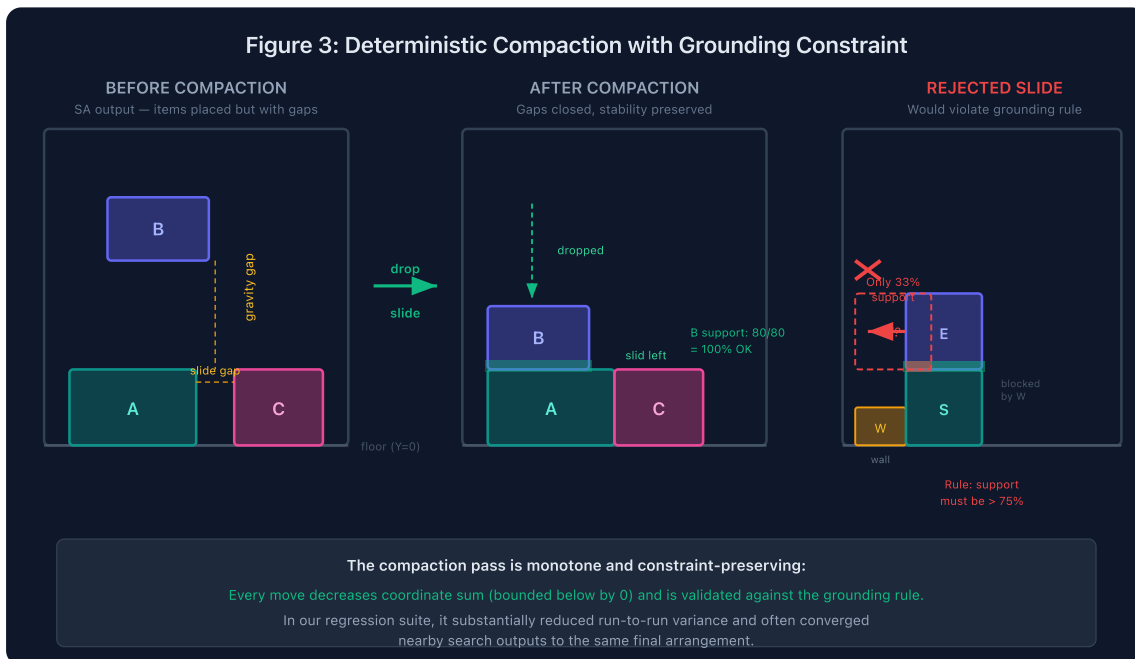 Figure 3: Deterministic Compaction with Grounding Constraint
BEFORE COMPACTION
SA output — items placed but with gaps
B
gravity gap
slide gap
A
C
floor (Y=0)
drop
slide
AFTER COMPACTION
Gaps closed, stability preserved
dropped
B
B support: 80/80
= 100% OK
slid left
A
C
REJECTED SLIDE
Would violate grounding rule
Only 33%
support
?
E
S
W
blocked
by W
wall
Rule: support
must be > 75%
The compaction pass is monotone and constraint-preserving:
Every move decreases coordinate sum (bounded below by 0) and is validated against the grounding rule.
In our regression suite, it substantially reduced run-to-run variance and often converged
nearby search outputs to the same final arrangement.